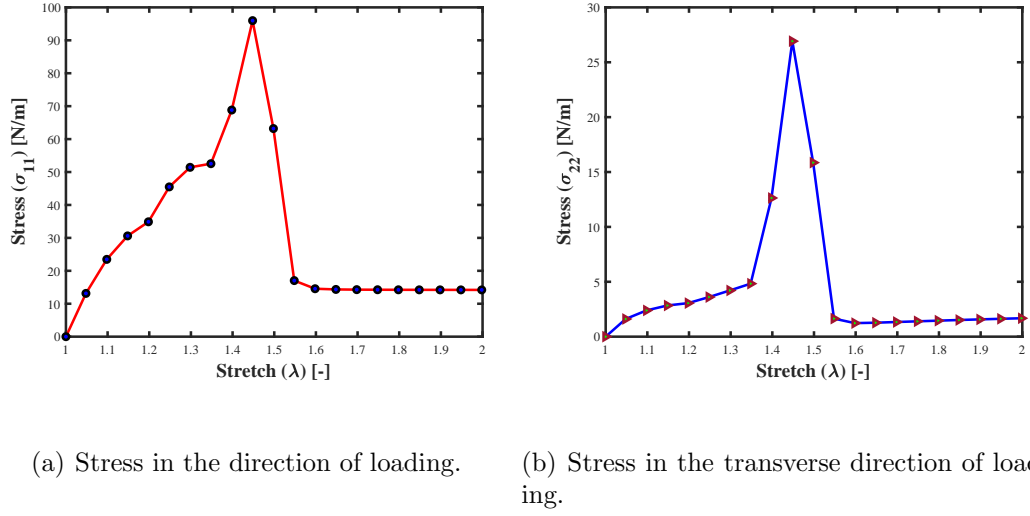 100
90
80
70
60
50
40
30
20
10
0
Stress (σ11) [N/m]
1 1.1 1.2 1.3 1.4 1.5 1.6 1.7 1.8 1.9 2
Stretch (λ) [-]
30
25
20
15
10
5
0
Stress (σ22) [N/m]
1 1.1 1.2 1.3 1.4 1.5 1.6 1.7 1.8 1.9 2
Stretch (λ) [-]
(a) Stress in the direction of loading.
(b) Stress in the transverse direction of load
ing.